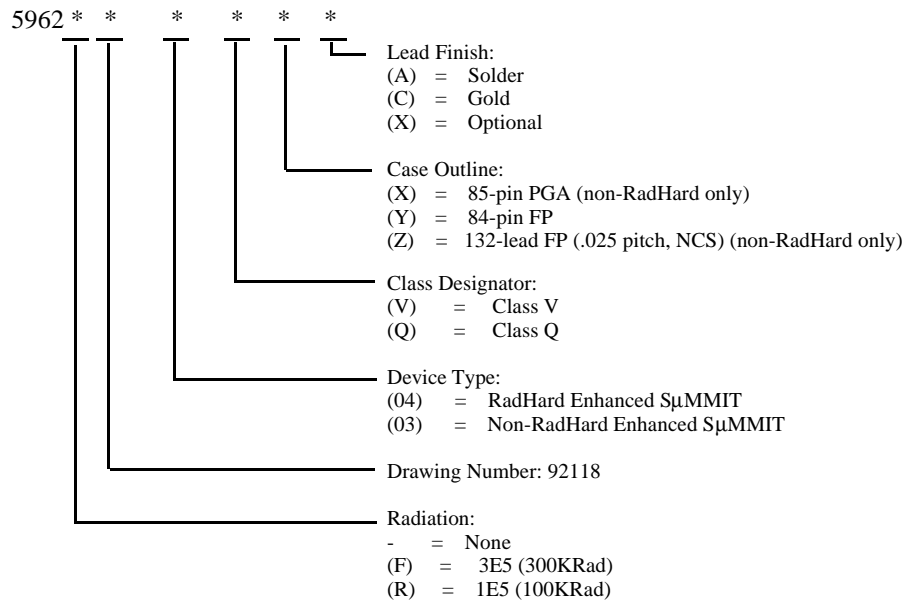 5962 * * * * * *
Lead Finish:
(A) = Solder
(C) = Gold
(X) = Optional
Case Outline:
(X) = 85-pin PGA (non-RadHard only)
(Y) = 84-pin FP
(Z) = 132-lead FP (.025 pitch, NCS) (non-RadHard only)
Class Designator:
(V) = Class V
(Q) = Class Q
Device Type:
(04) = RadHard Enhanced SμMMIT
(03) = Non-RadHard Enhanced SμMMIT
Drawing Number: 92118
Radiation:
- = None
(F) = 3E5 (300KRad)
(R) = 1E5 (100KRad)